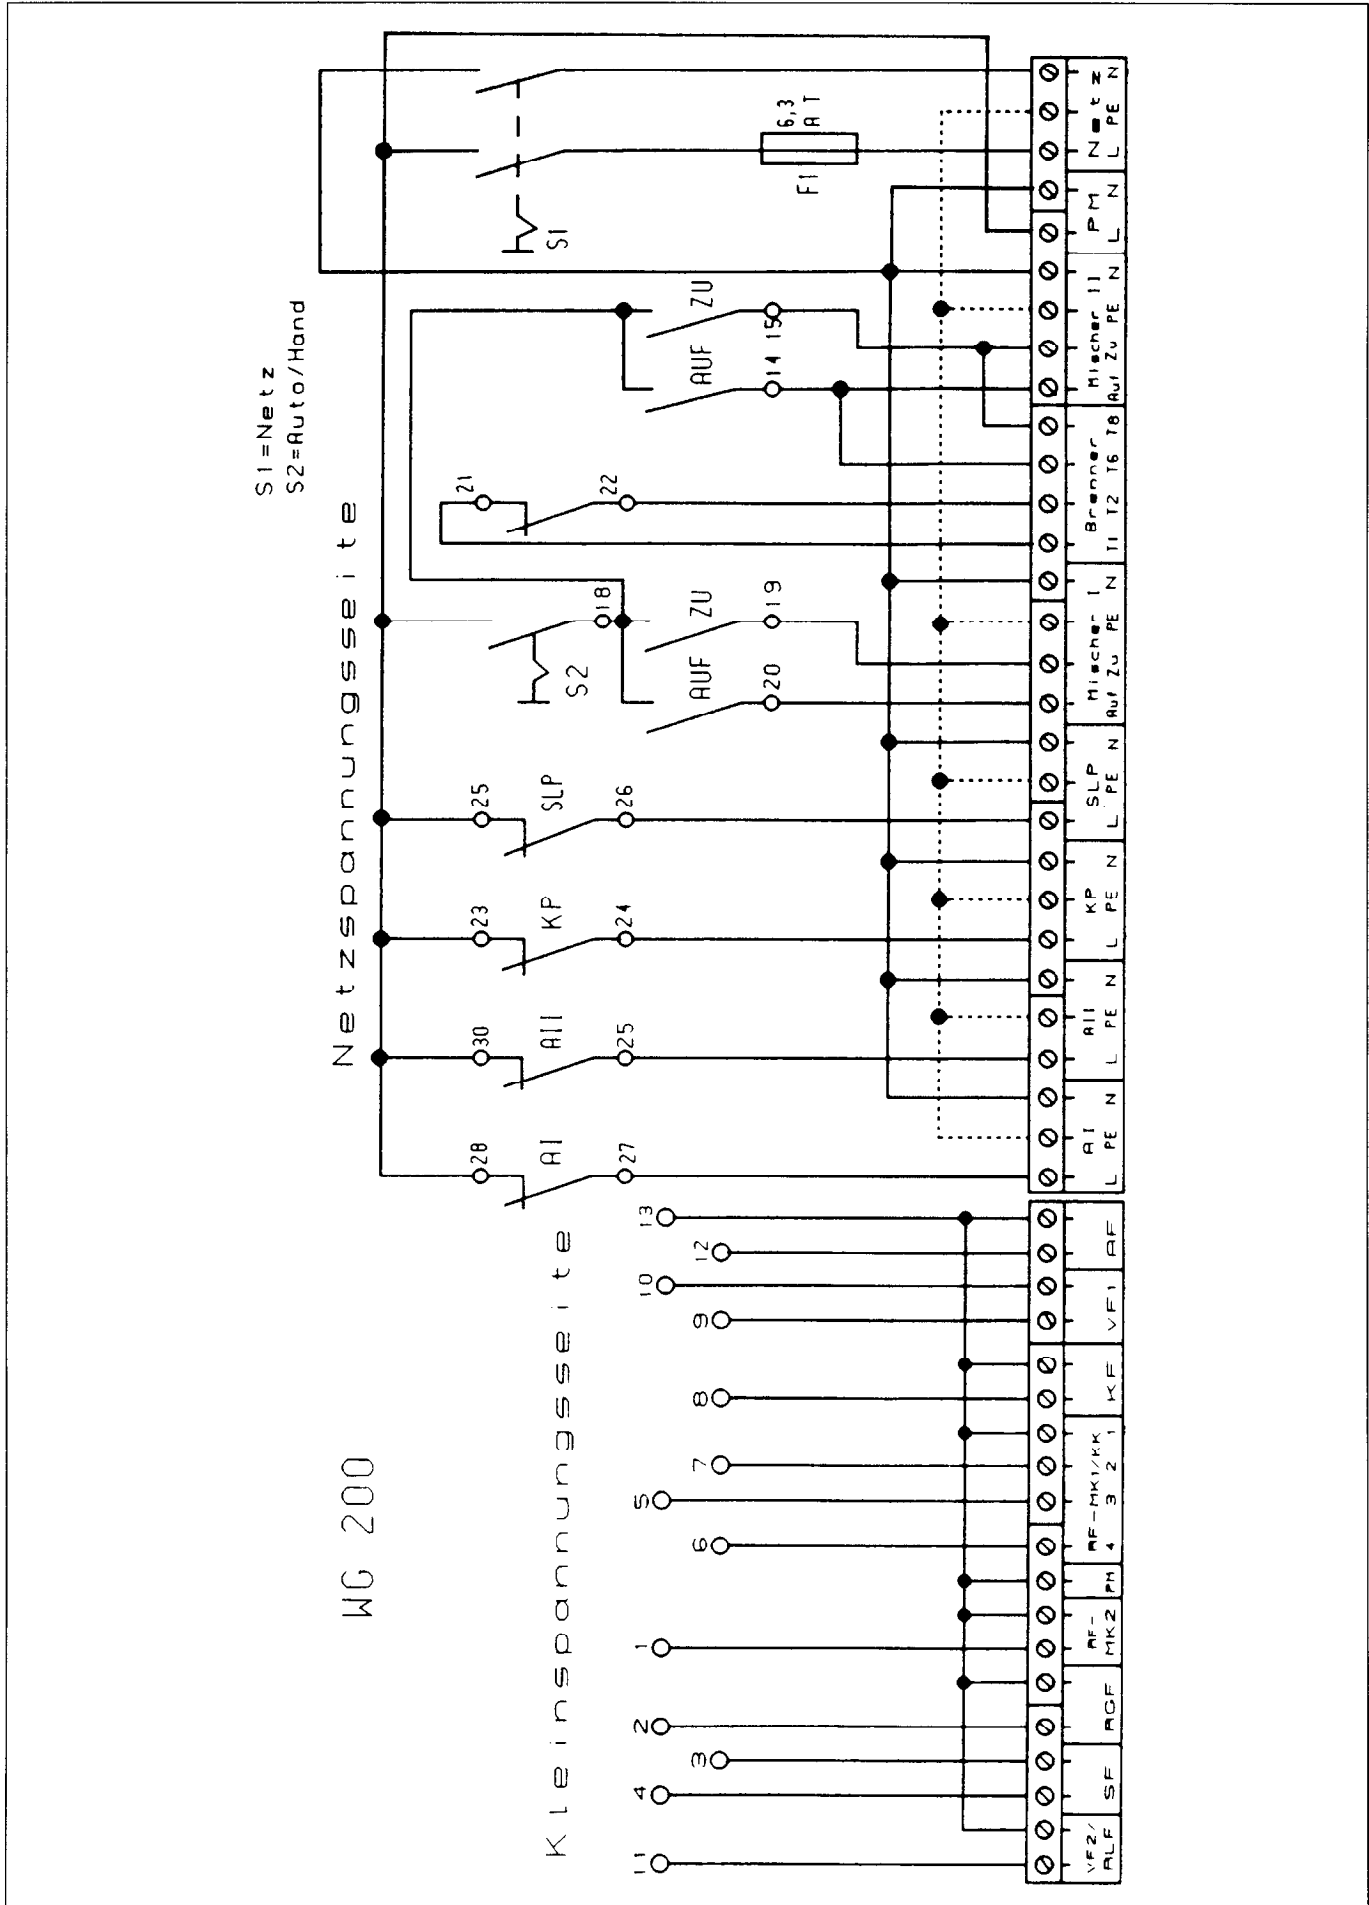 WG 200
S1=Netz
S2=Auto/Hand
Netzspannungsseite
Kleinspannungsseite
28 30 23 25 21
AI AII KP SLP S2 S1
27 25 24 26 18 22
AUF ZU AUF ZU
20 19 14 15
F1 6,3 A T
11 4 3 2 1 6 5 7 8 9 10 12 13
VF2/ALF
SF
AGF
AF-MK2
PM
AF-MK1/KK
4 3 2 1
KF
VF1
AF
AI
L PE N
AII
L PE N
KP
L PE N
SLP
L PE N
Mischer I
Auf Zu PE N
Brenner
T1 T2 T6 T8
Mischer II
Auf Zu PE N
PM
L N
Netz
L PE N